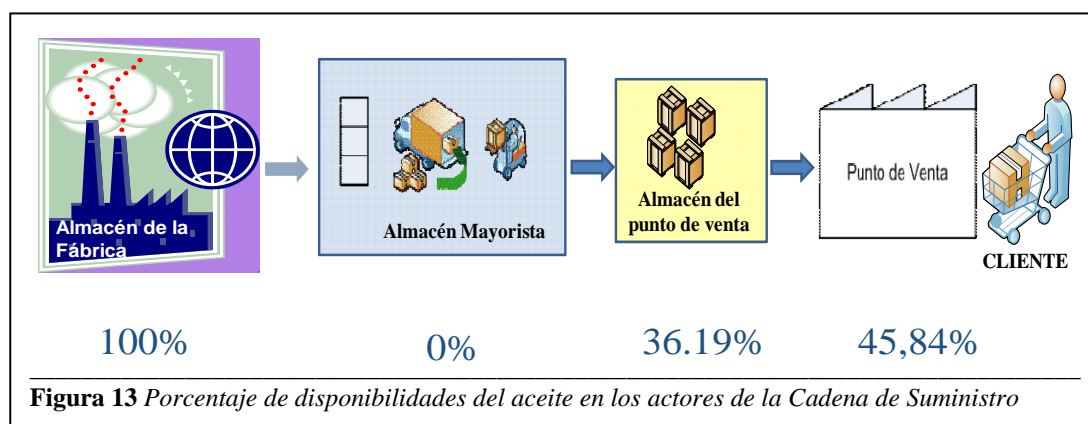 Almacén de la
Fábrica
Almacén Mayorista
Almacén del
punto de venta
Punto de Venta
CLIENTE
100%
0%
36.19%
45,84%
Figura 13 Porcentaje de disponibilidades del aceite en los actores de la Cadena de Suministro